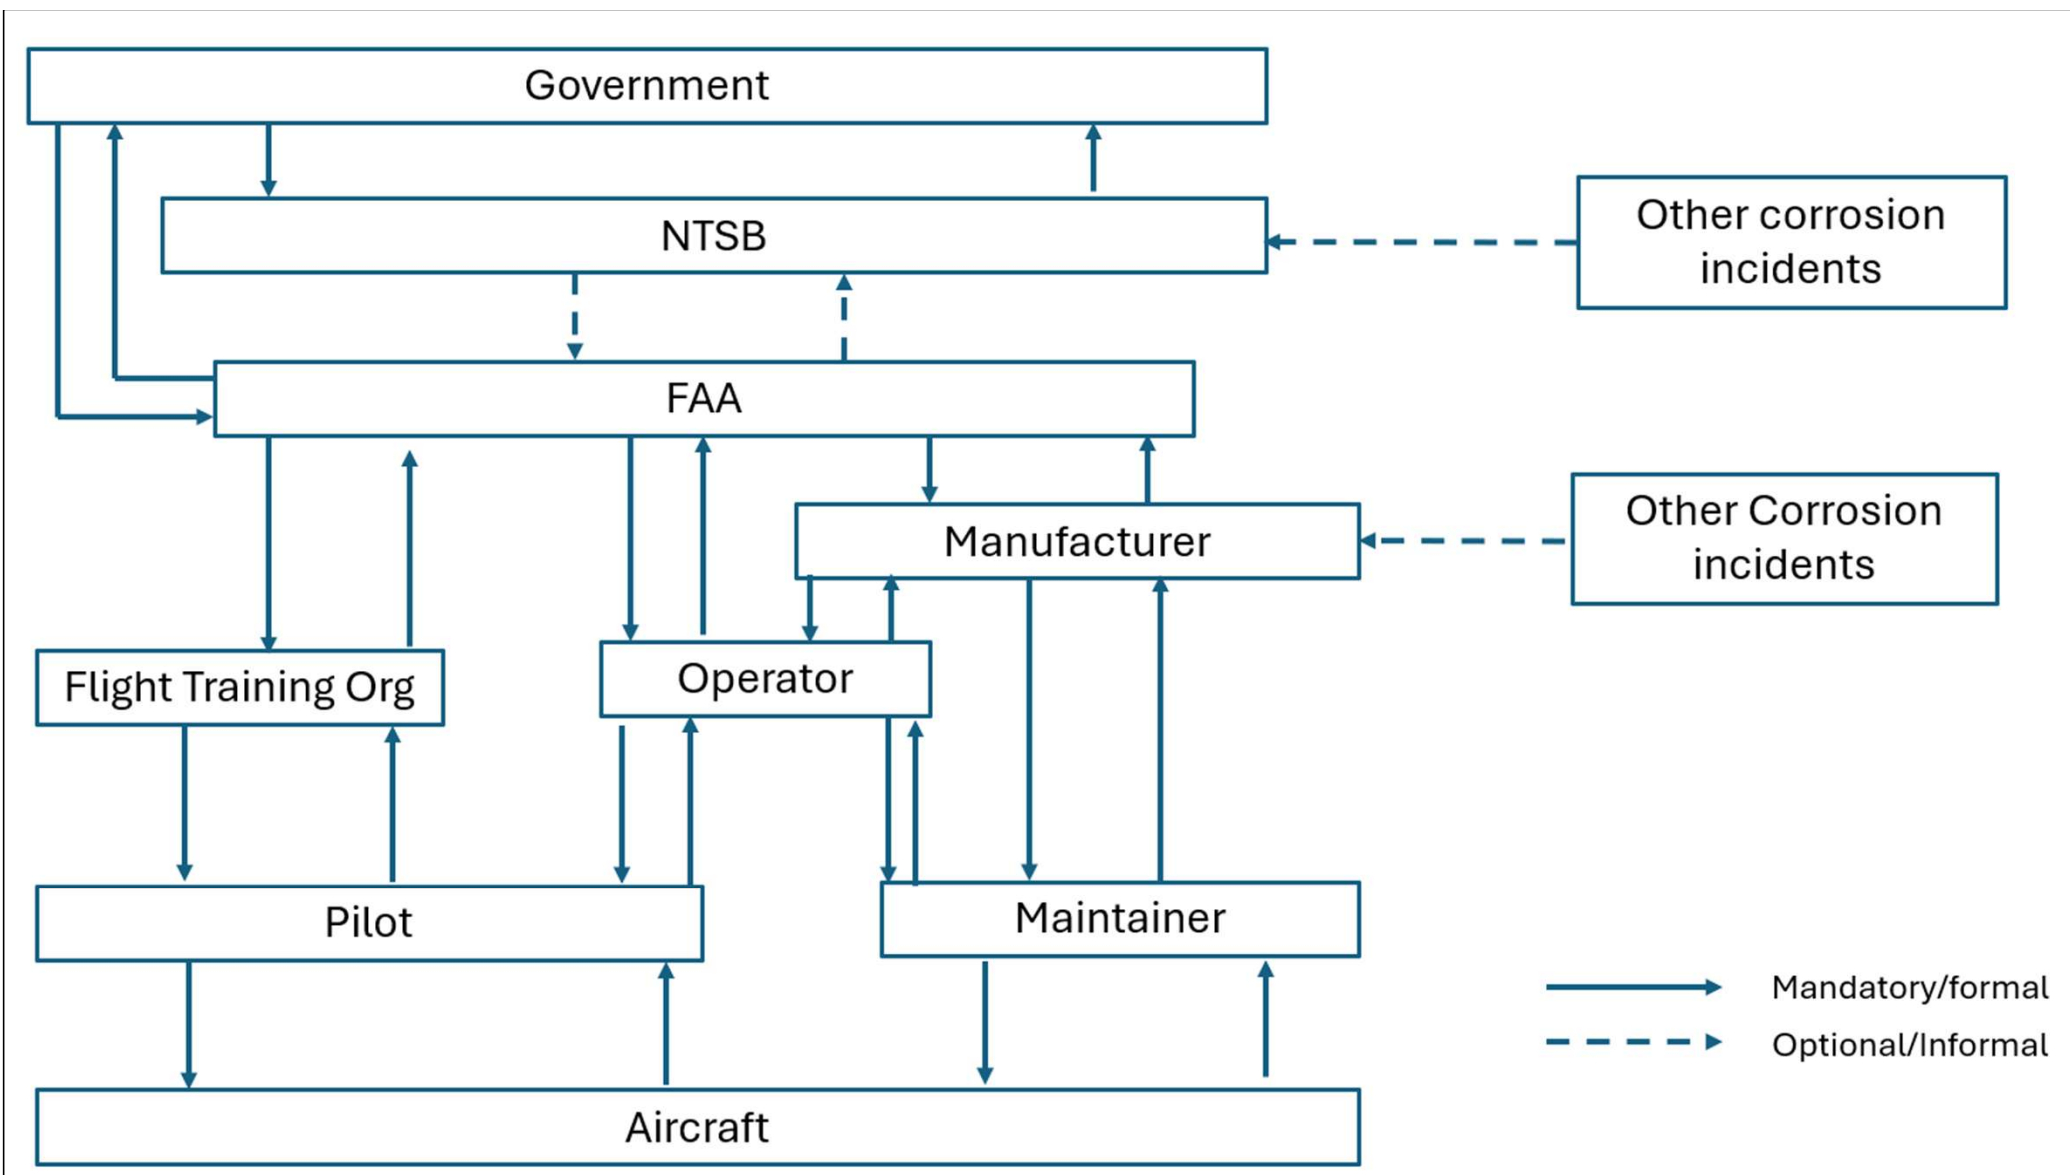 Government
NTSB
Other corrosion
incidents
FAA
Manufacturer
Other Corrosion
incidents
Flight Training Org
Operator
Pilot
Maintainer
Mandatory/formal
Optional/Informal
Aircraft